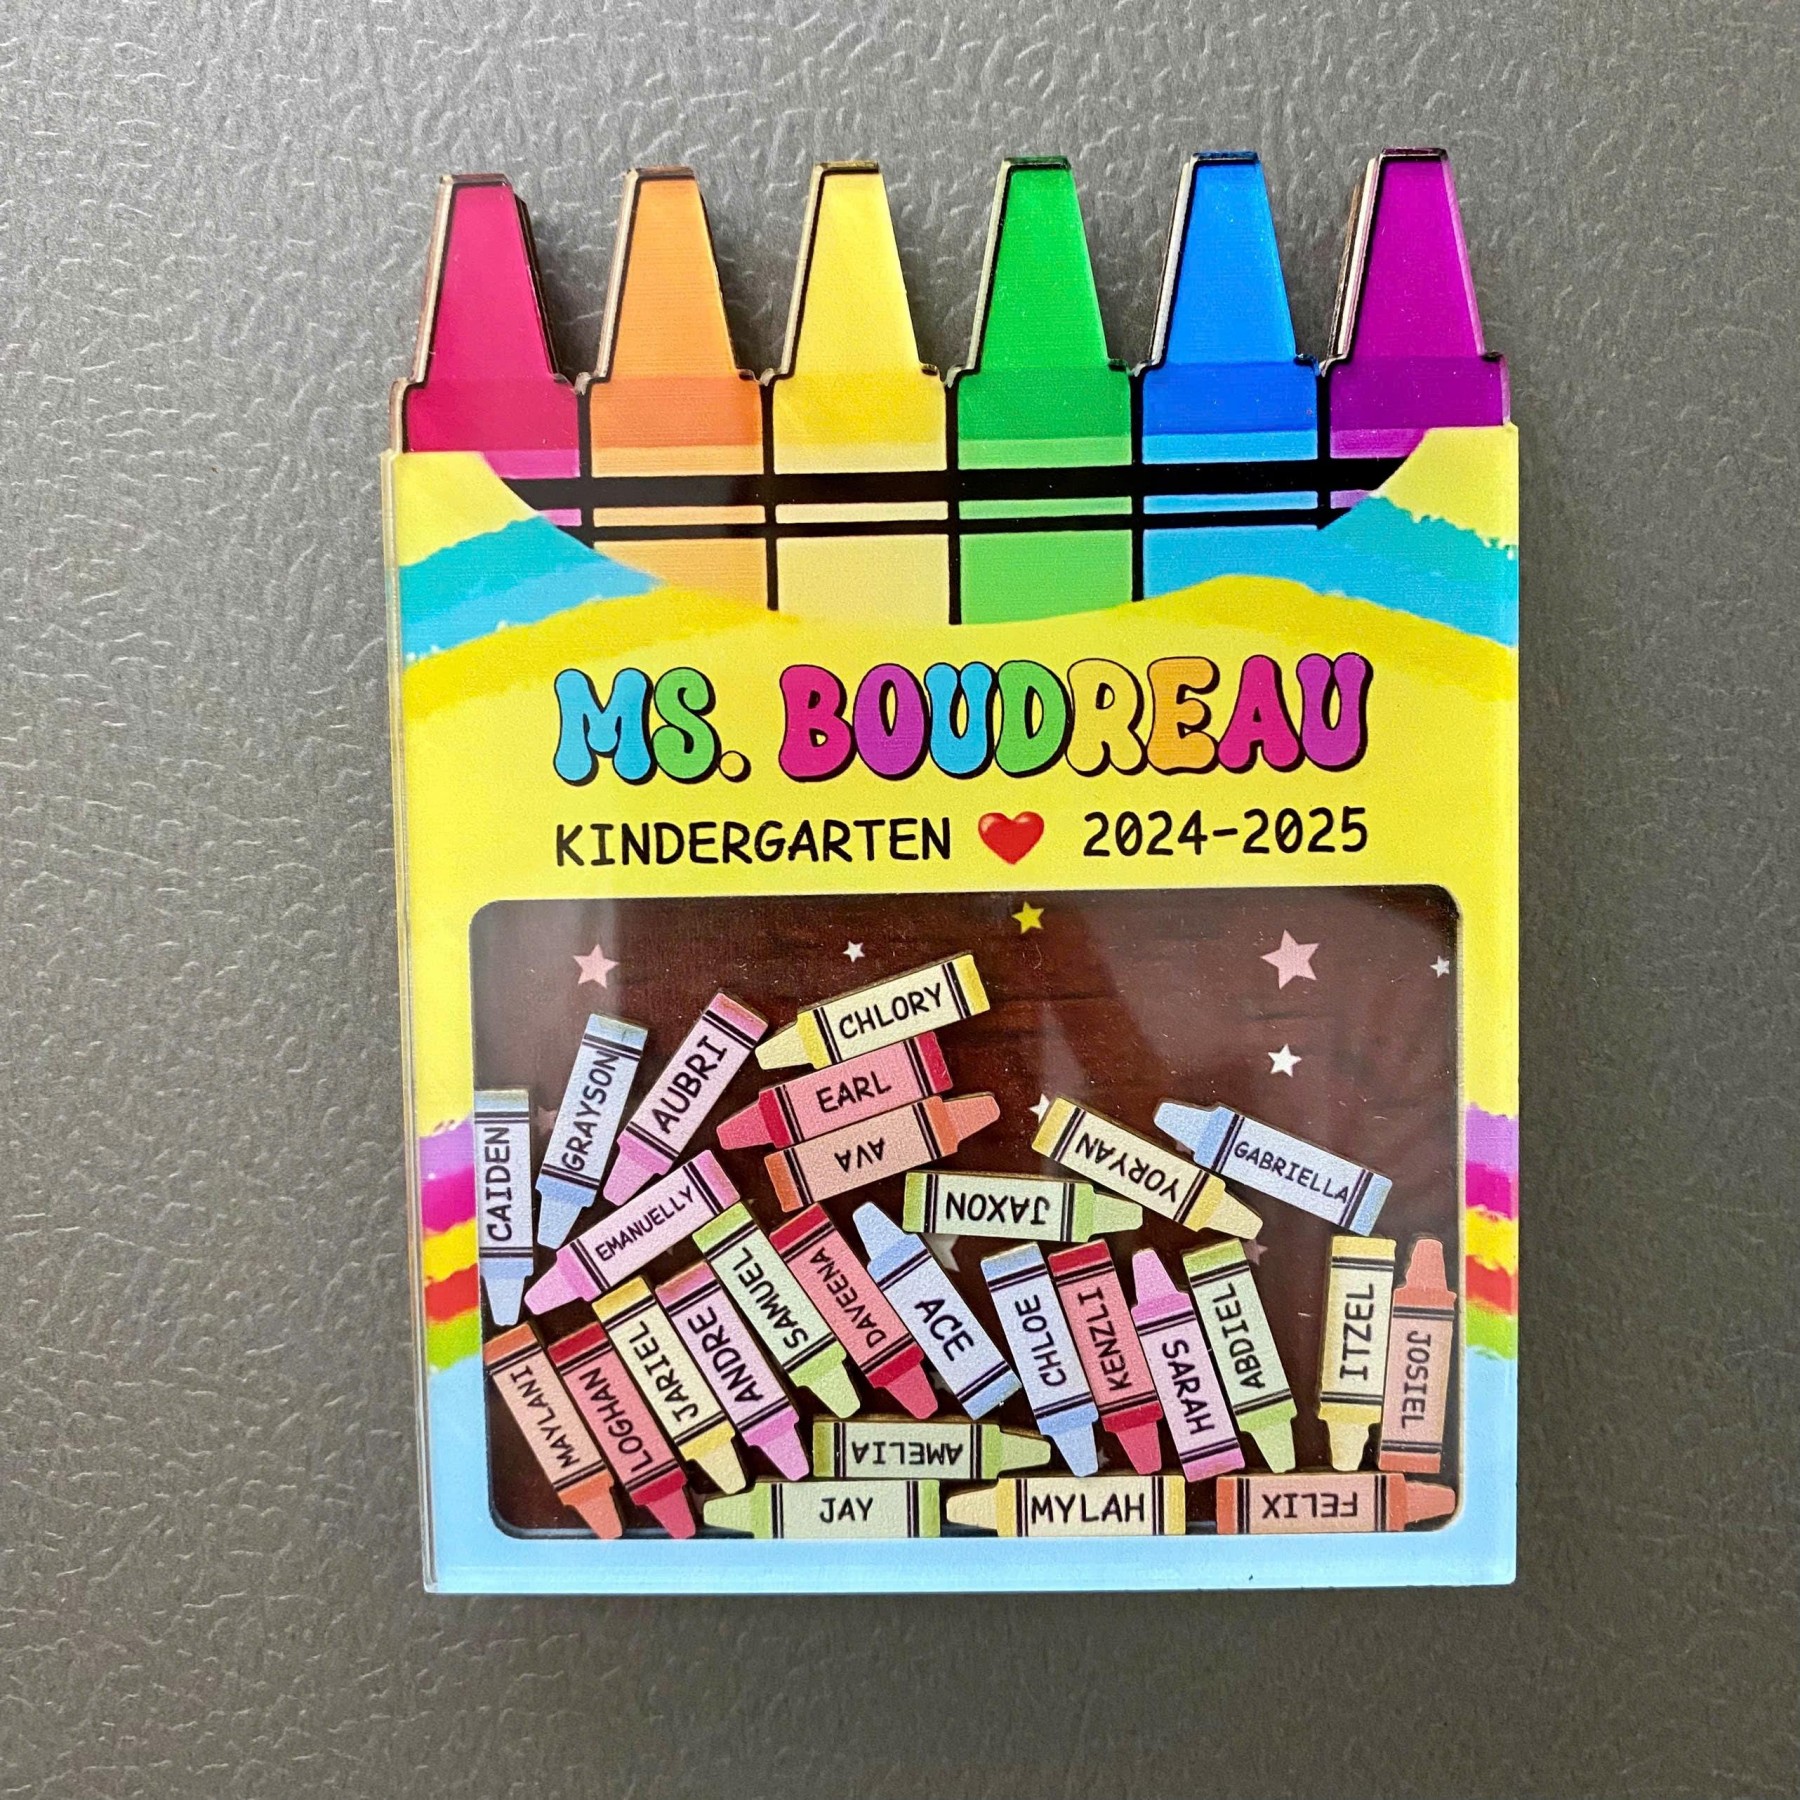 MS. BOUDREAU
KINDERGARTEN ❤ 2024-2025
CHLORY
AUBRI
GRAYSON
EARL
CAIDEN
AVA
YORYAN
GABRIELLA
EMANUELLY
JAXON
SAMUEL
DAVEENA
ACE
CHLOE
KENZLI
SARAH
ABDIEL
ITZEL
JOSIEL
MAYLANI
LOGHAN
JARIEL
ANDRE
AMELIA
JAY
MYLAH
FELIX